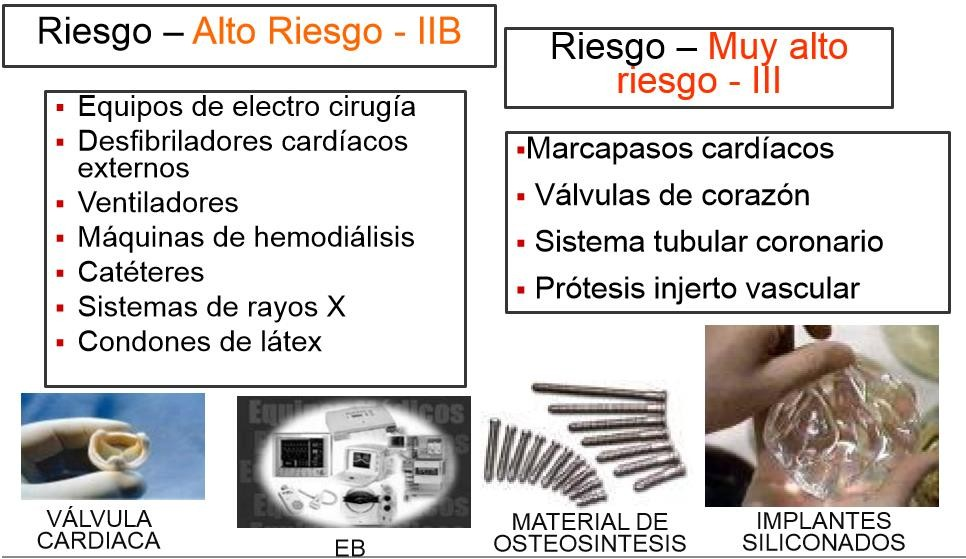 Riesgo – Alto Riesgo - IIB
Equipos de electro cirugía
Desfibriladores cardíacos
externos
Ventiladores
Máquinas de hemodiálisis
Catéteres
Sistemas de rayos X
Condones de látex
Riesgo – Muy alto
riesgo - III
Marcapasos cardíacos
Válvulas de corazón
Sistema tubular coronario
Prótesis injerto vascular
VÁLVULA
CARDIACA
EB
MATERIAL DE
OSTEOSINTESIS
IMPLANTES
SILICONADOS